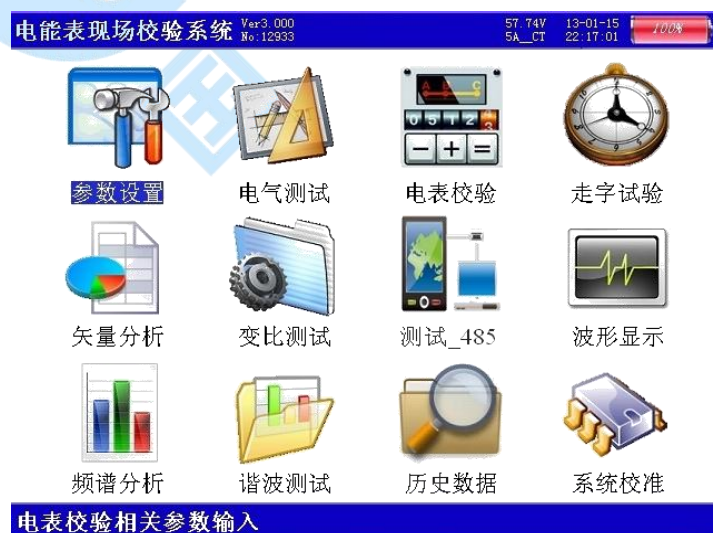 电能表现场校验系统 Ver3.000 57.74V 13-01-15 100%
No:12933 5A__CT 22:17:01
A B C
0 5 1 2
参数设置 电气测试 电表校验 走字试验
矢量分析 变比测试 测试_485 波形显示
频谱分析 谐波测试 历史数据 系统校准
电表校验相关参数输入